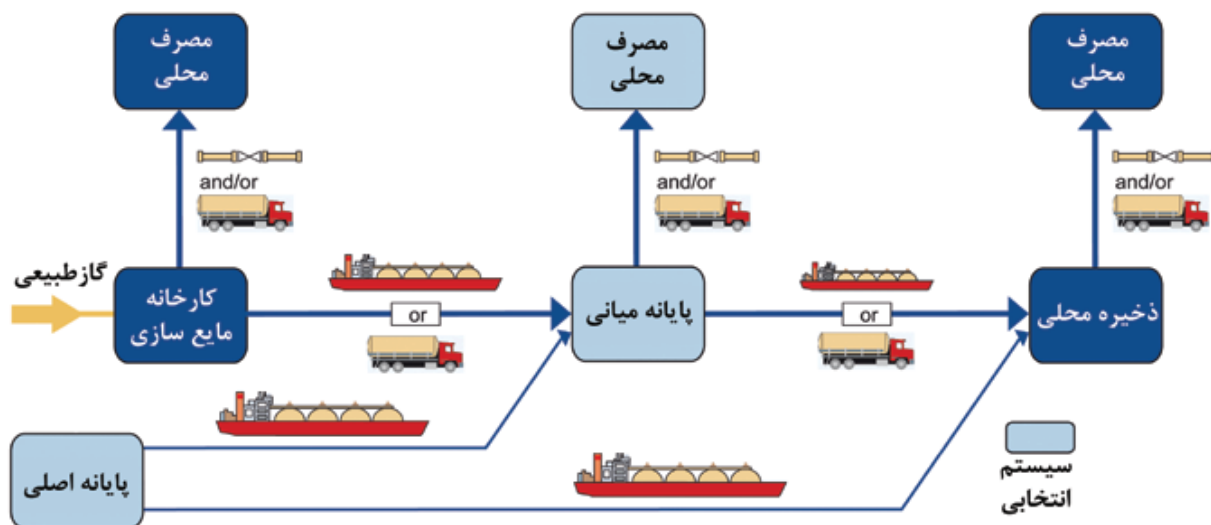 مصرف
محلی
مصرف
محلی
مصرف
محلی
and/or
and/or
and/or
گازطبیعی
کارخانه
مایع سازی
or
پایانه میانی
or
ذخیره محلی
پایانه اصلی
سیستم
انتخابی